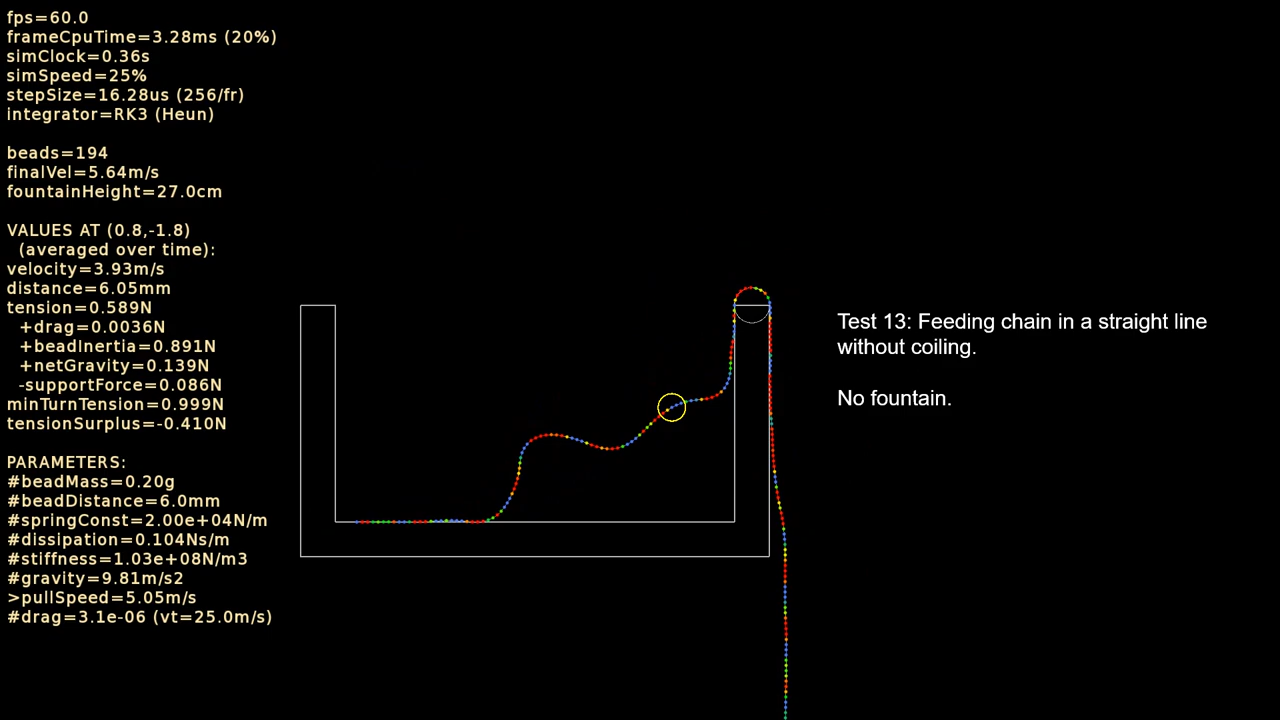 fps=60.0
frameCpuTime=3.28ms (20%)
simClock=0.36s
simSpeed=25%
stepSize=16.28us (256/fr)
integrator=RK3 (Heun)
beads=194
finalVel=5.64m/s
fountainHeight=27.0cm
VALUES AT (0.8,-1.8)
(averaged over time):
velocity=3.93m/s
distance=6.05mm
tension=0.589N
+drag=0.0036N
+beadInertia=0.891N
+netGravity=0.139N
-supportForce=0.086N
minTurnTension=0.999N
tensionSurplus=-0.410N
PARAMETERS:
#beadMass=0.20g
#beadDistance=6.0mm
#springConst=2.00e+04N/m
#dissipation=0.104Ns/m
#stiffness=1.03e+08N/m3
#gravity=9.81m/s2
>pullSpeed=5.05m/s
#drag=3.1e-06 (vt=25.0m/s)
Test 13: Feeding chain in a straight line
without coiling.
No fountain.